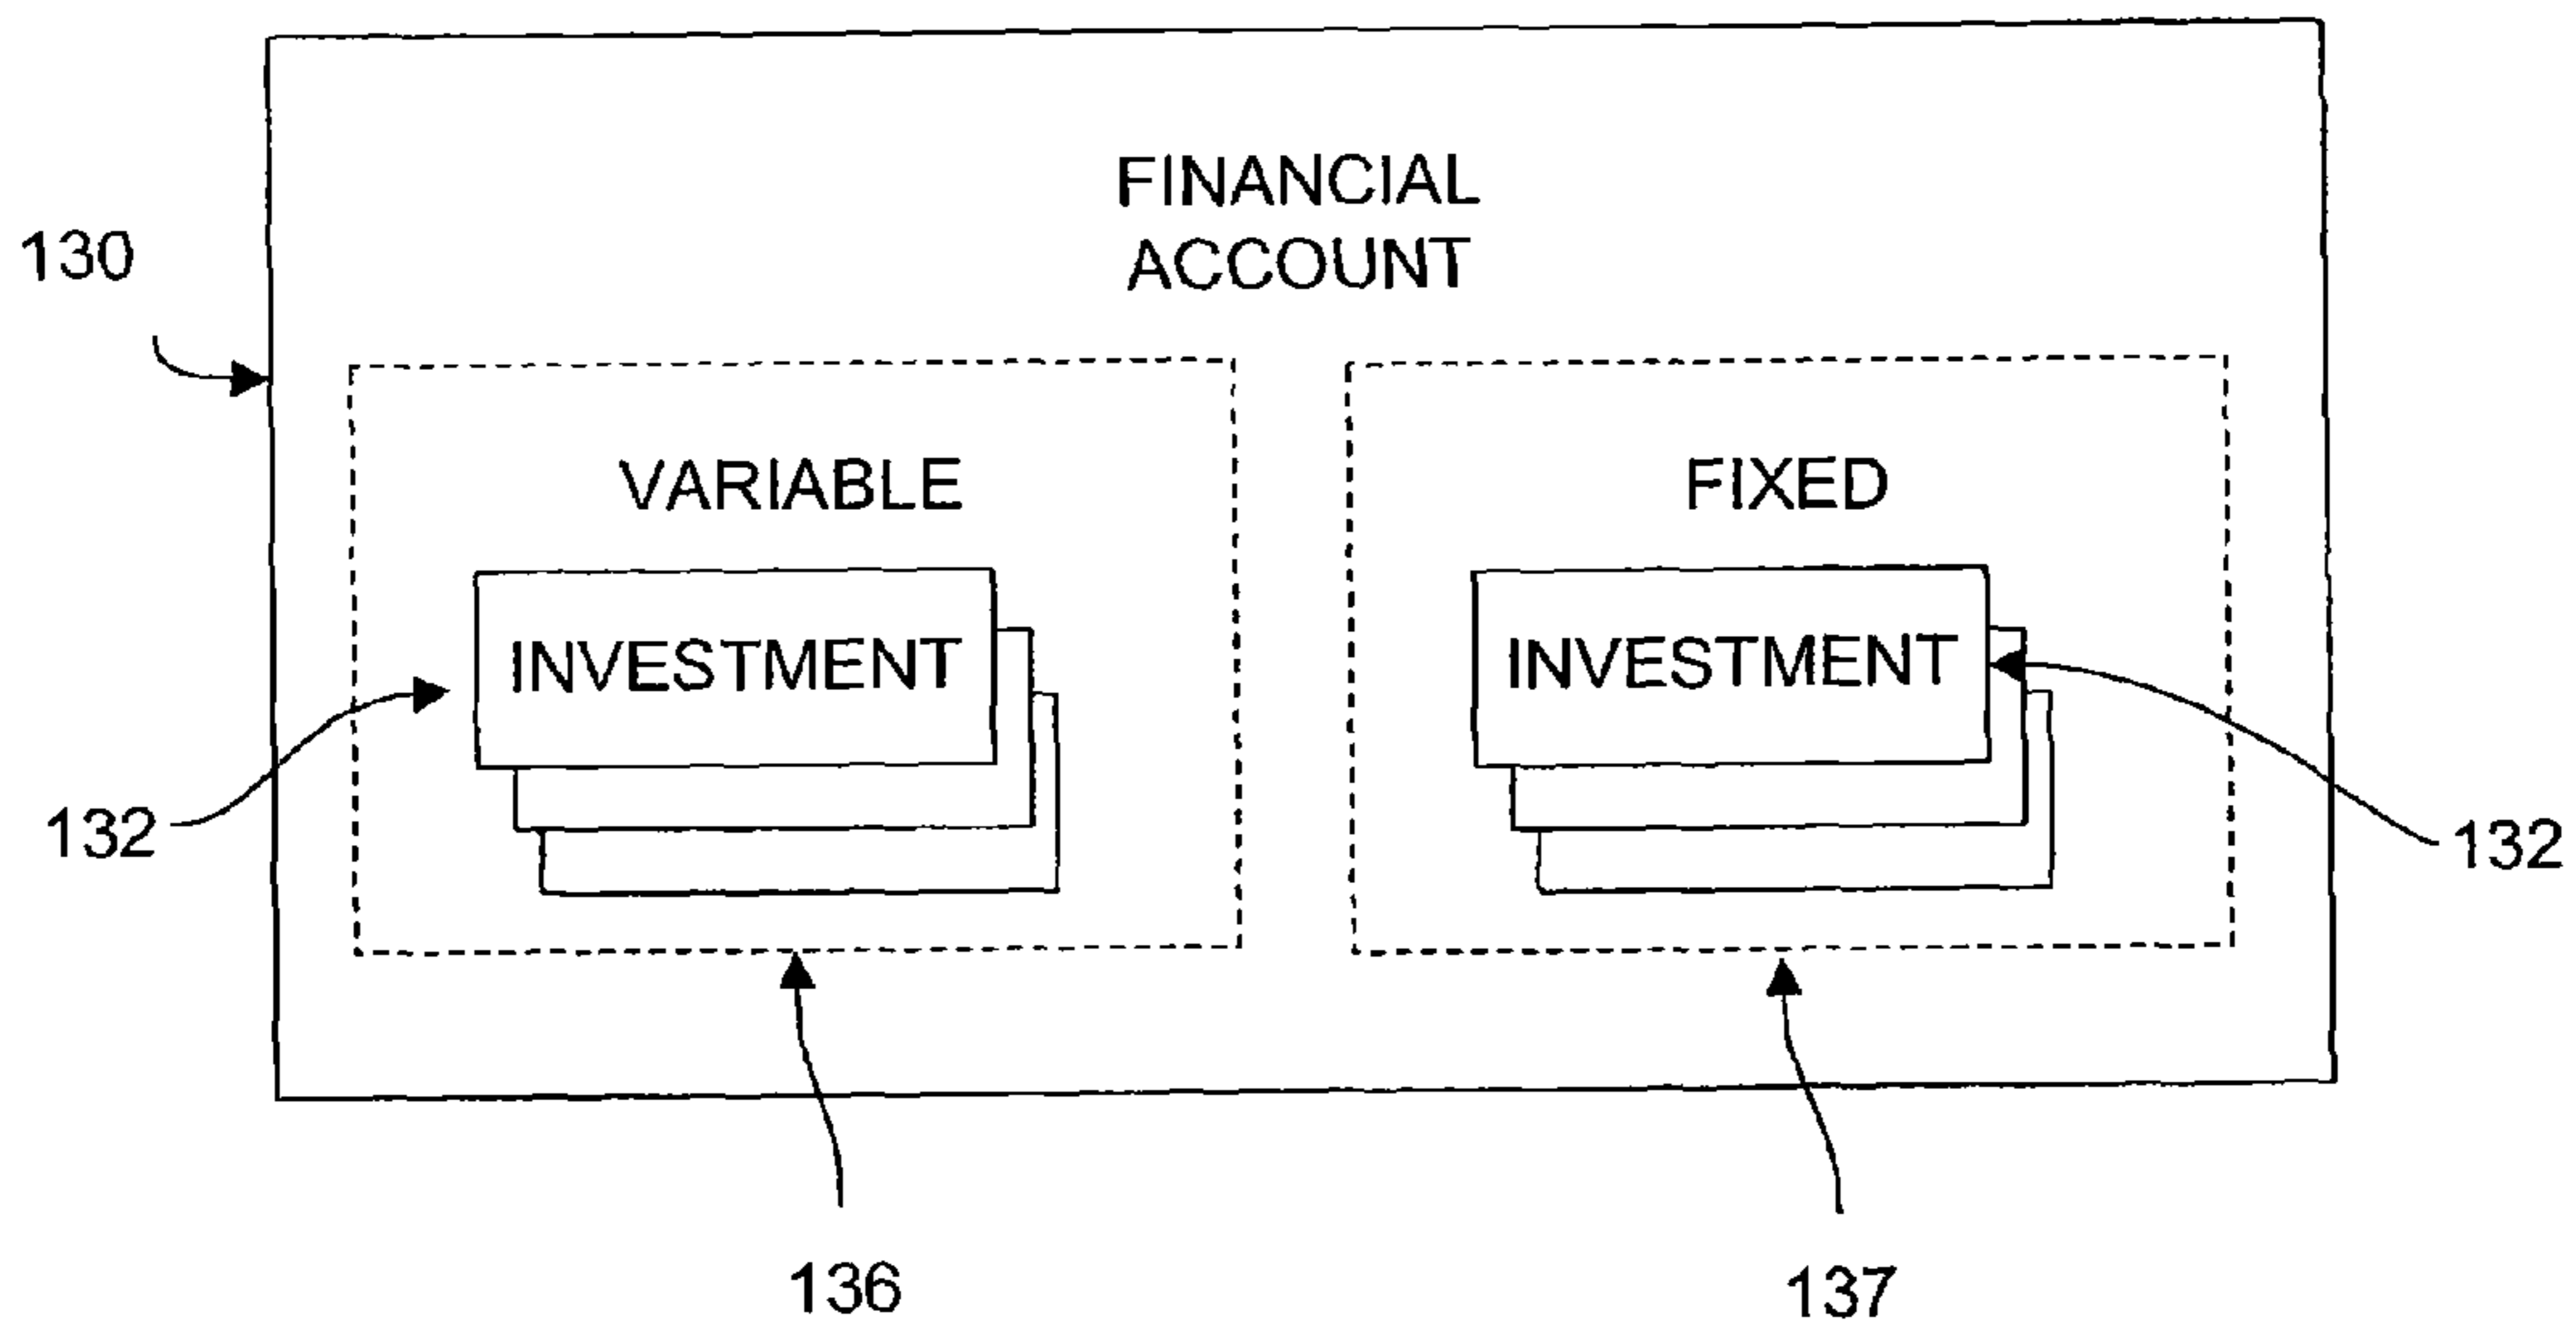 FINANCIAL
ACCOUNT
130
VARIABLE
FIXED
INVESTMENT
INVESTMENT
132
132
136
137